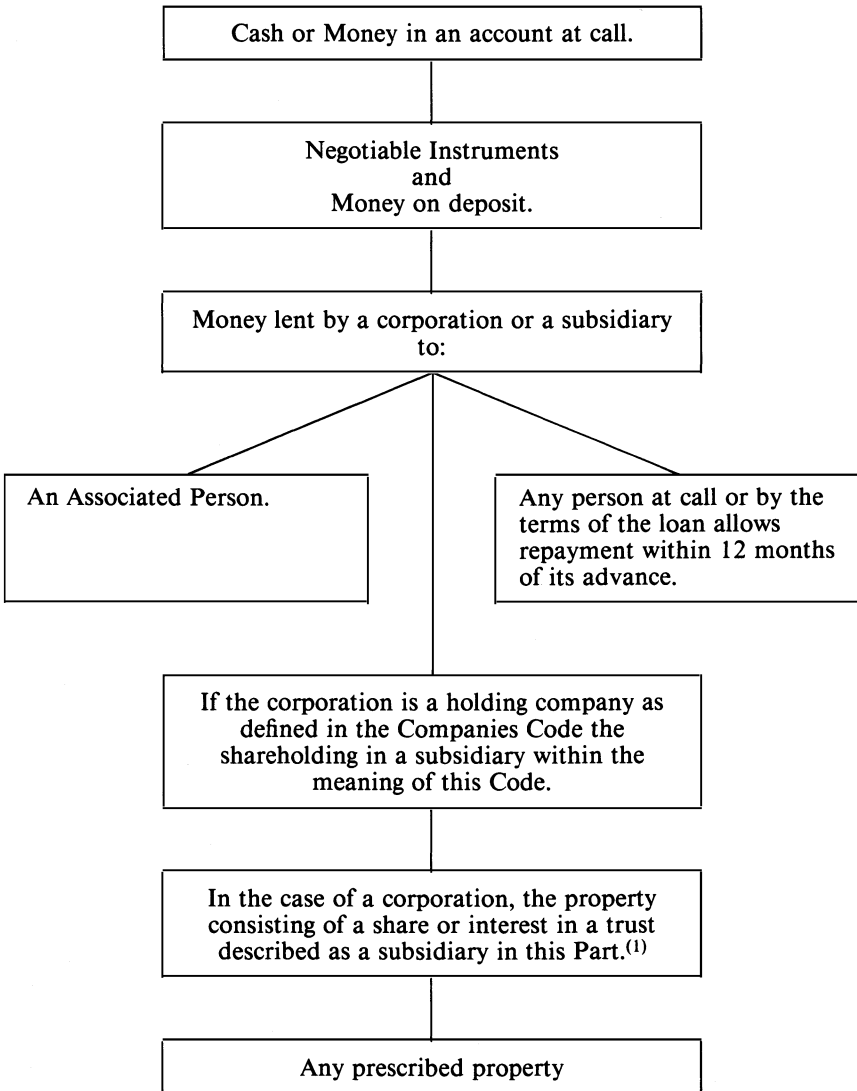 Cash or Money in an account at call.
Negotiable Instruments
and
Money on deposit.
Money lent by a corporation or a subsidiary
to:
An Associated Person.
Any person at call or by the
terms of the loan allows
repayment within 12 months
of its advance.
If the corporation is a holding company as
defined in the Companies Code the
shareholding in a subsidiary within the
meaning of this Code.
In the case of a corporation, the property
consisting of a share or interest in a trust
described as a subsidiary in this Part.(1)
Any prescribed property